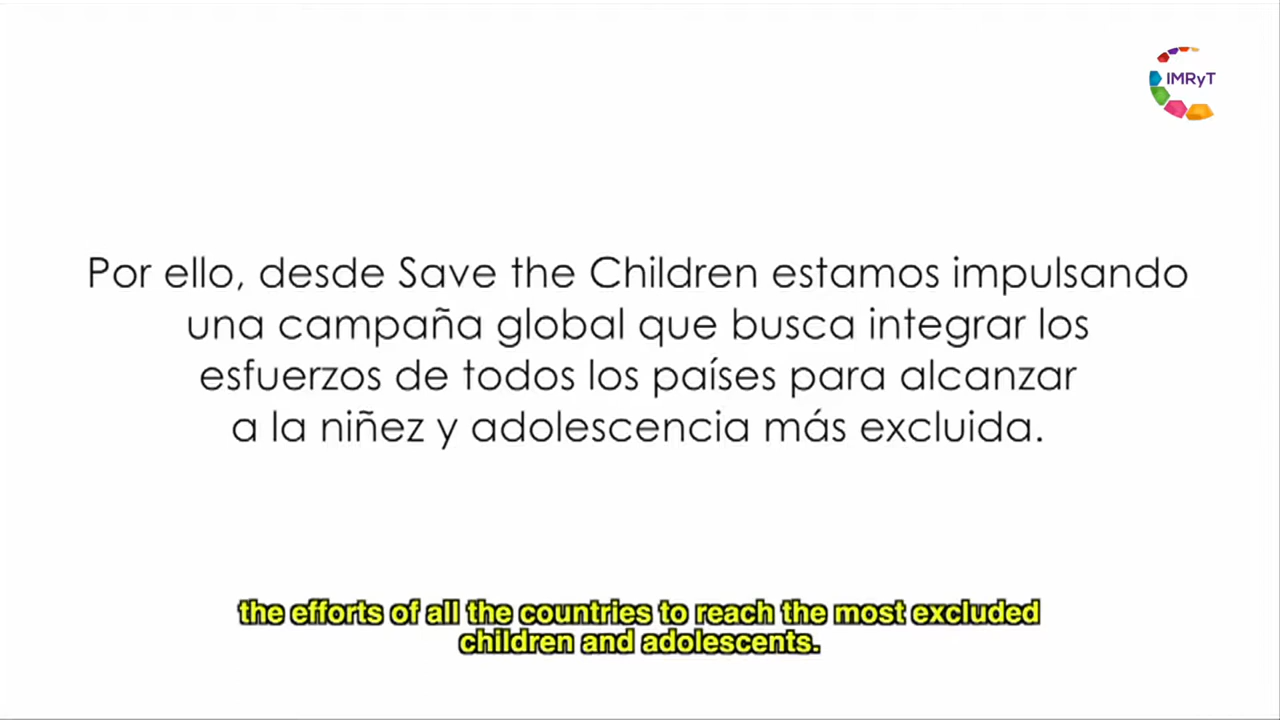 IMRyT
Por ello, desde Save the Children estamos impulsando
una campaña global que busca integrar los
esfuerzos de todos los países para alcanzar
a la niñez y adolescencia más excluida.
the efforts of all the countries to reach the most excluded
children and adolescents.